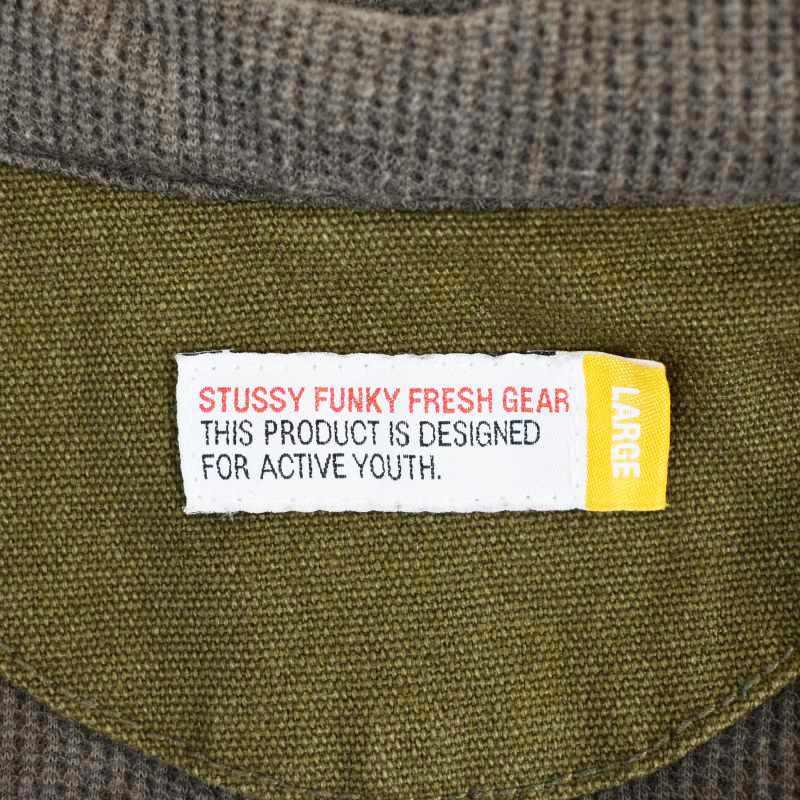 STUSSY FUNKY FRESH GEAR
THIS PRODUCT IS DESIGNED
FOR ACTIVE YOUTH.
LARGE